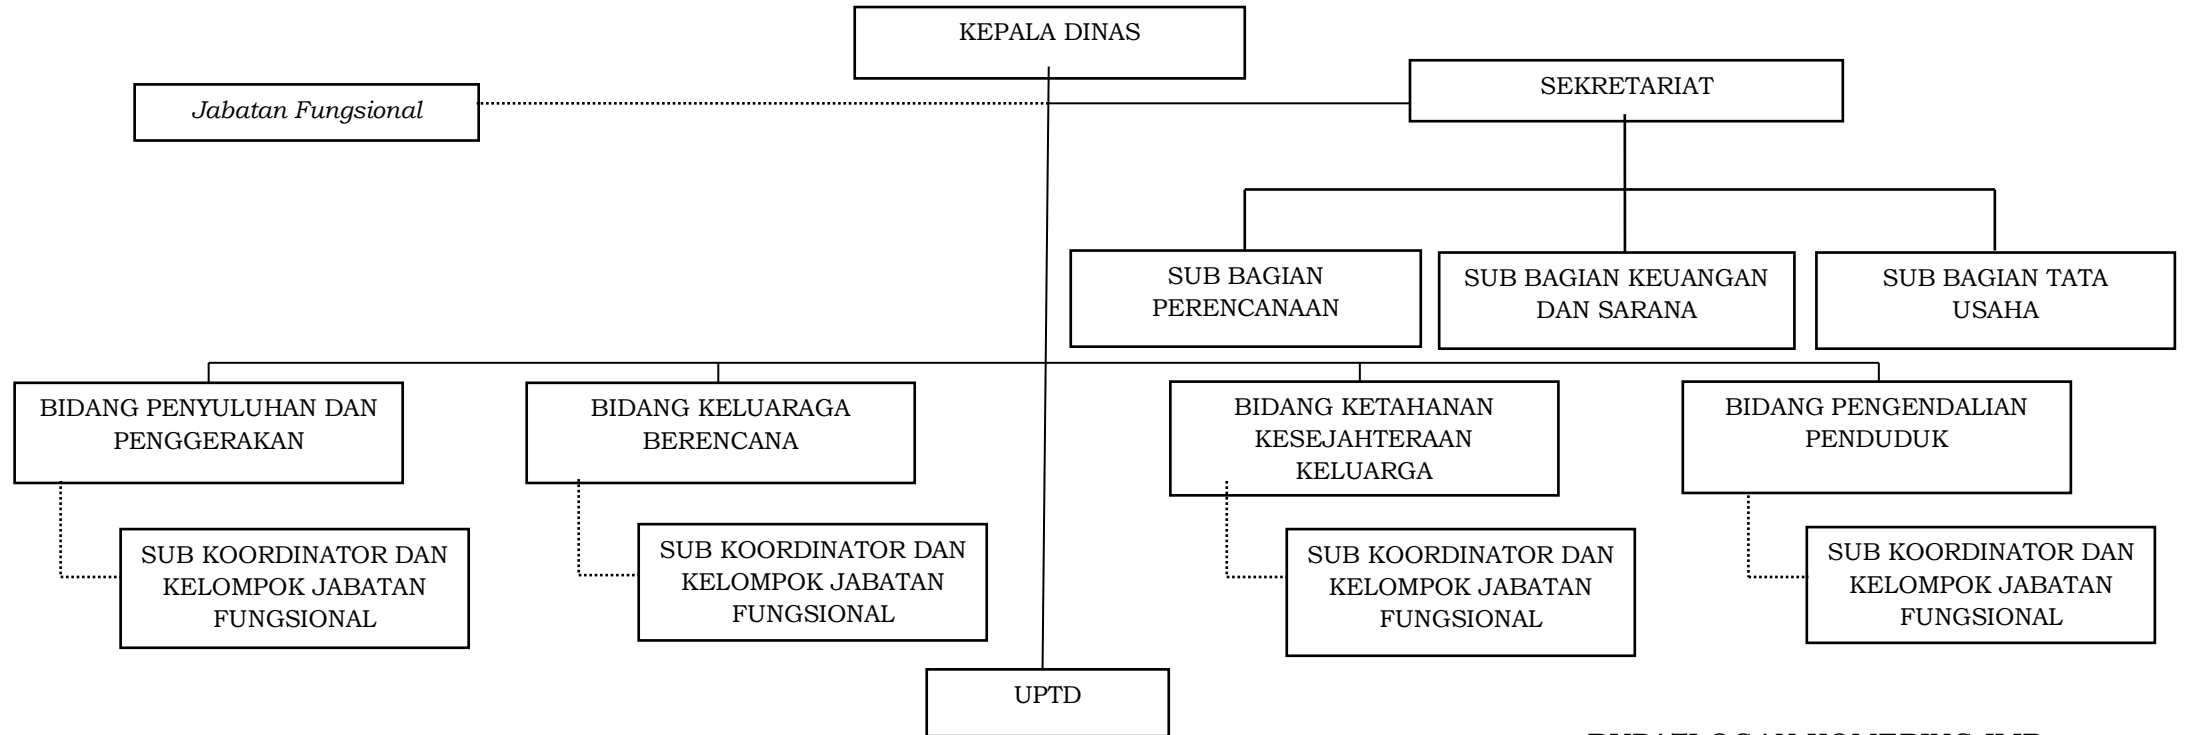 KEPALA DINAS
SEKRETARIAT
Jabatan Fungsional
SUB BAGIAN
PERENCANAAN
SUB BAGIAN KEUANGAN
DAN SARANA
SUB BAGIAN TATA
USAHA
BIDANG PENYULUHAN DAN
PENGGERAKAN
BIDANG KELUARAGA
BERENCANA
BIDANG KETAHANAN
KESEJAHTERAAN
KELUARGA
BIDANG PENGENDALIAN
PENDUDUK
SUB KOORDINATOR DAN
KELOMPOK JABATAN
FUNGSIONAL
SUB KOORDINATOR DAN
KELOMPOK JABATAN
FUNGSIONAL
SUB KOORDINATOR DAN
KELOMPOK JABATAN
FUNGSIONAL
SUB KOORDINATOR DAN
KELOMPOK JABATAN
FUNGSIONAL
UPTD